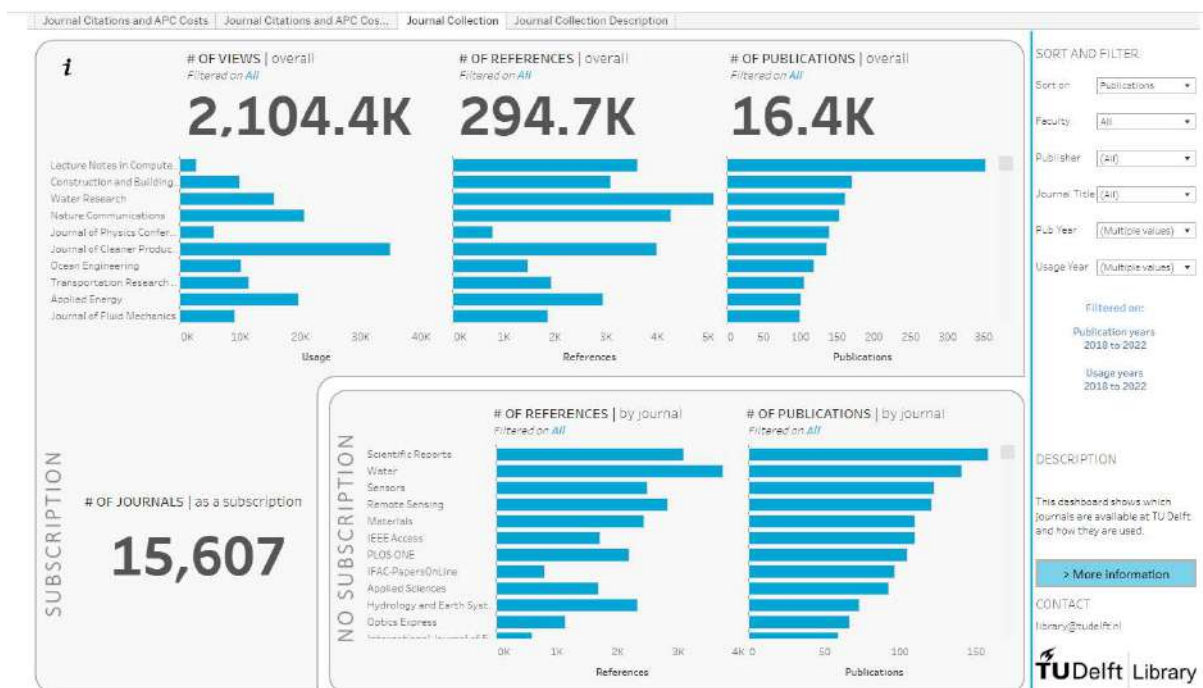 Journal Citations and APC Costs
Journal Citations and APC Cos...
Journal Collection
Journal Collection Description
i
# OF VIEWS | overall
Filtered on All
2,104.4K
# OF REFERENCES | overall
Filtered on All
294.7K
# OF PUBLICATIONS | overall
Filtered on All
16.4K
Lecture Notes in Compute..
Construction and Building..
Water Research
Nature Communications
Journal of Physics Confer..
Journal of Cleaner Produc..
Ocean Engineering
Transportation Research ..
Applied Energy
Journal of Fluid Mechanics
0K 10K 20K 30K 40K
Usage
0K 1K 2K 3K 4K 5K
References
0 50 100 150 200 250 300 350
Publications
SUBSCRIPTION
# OF JOURNALS | as a subscription
15,607
NO SUBSCRIPTION
# OF REFERENCES | by journal
Filtered on All
# OF PUBLICATIONS | by journal
Filtered on All
Scientific Reports
Water
Sensors
Remote Sensing
Materials
IEEE Access
PLOS ONE
IFAC-PapersOnLine
Applied Sciences
Hydrology and Earth Syst..
Optics Express
0K 1K 2K 3K 4K
References
0 50 100 150
Publications
SORT AND FILTER
Sort on Publications
Faculty All
Publisher (All)
Journal Title (All)
Pub Year (Multiple values)
Usage Year (Multiple values)
Filtered on:
Publication years
2018 to 2022
Usage years
2018 to 2022
DESCRIPTION
This dashboard shows which
journals are available at TU Delft
and how they are used.
> More information
CONTACT
library@tudelft.nl
TUDelft Library